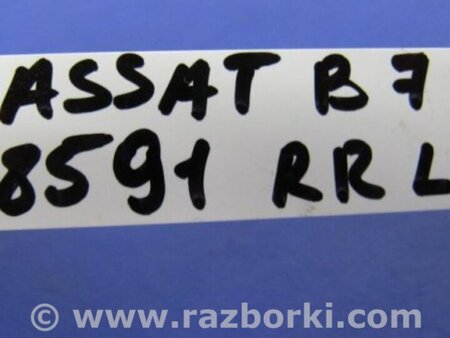 ASSAT B7
8591 RR L
© www.razborki.com